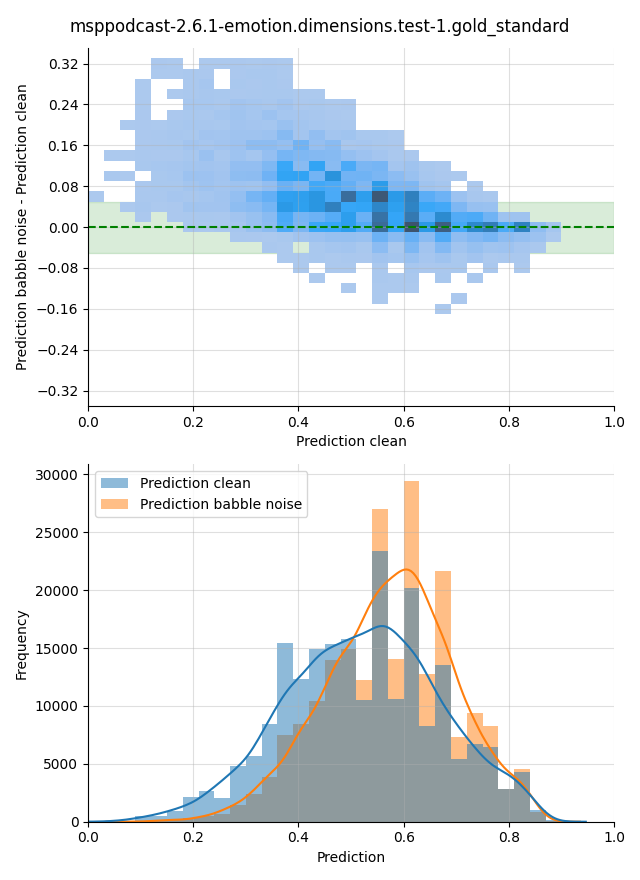 msppodcast-2.6.1-emotion.dimensions.test-1.gold_standard
Prediction babble noise - Prediction clean
0.32
0.24
0.16
0.08
0.00
−0.08
−0.16
−0.24
−0.32
0.0 0.2 0.4 0.6 0.8 1.0
Prediction clean
Frequency
30000
25000
20000
15000
10000
5000
0
Prediction clean
Prediction babble noise
0.0 0.2 0.4 0.6 0.8 1.0
Prediction